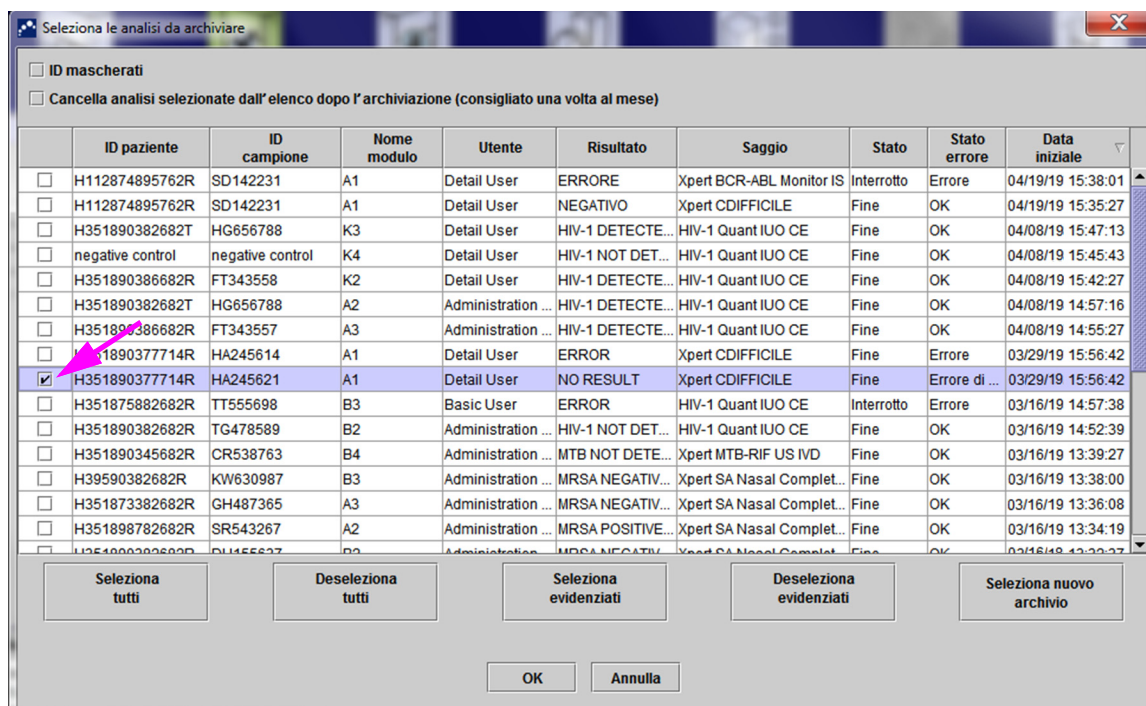 Seleziona le analisi da archiviare
ID mascherati
Cancella analisi selezionate dall'elenco dopo l'archiviazione (consigliato una volta al mese)
ID paziente ID campione Nome modulo Utente Risultato Saggio Stato Stato errore Data iniziale
H112874895762R SD142231 A1 Detail User ERRORE Xpert BCR-ABL Monitor IS Interrotto Errore 04/19/19 15:38:01
H112874895762R SD142231 A1 Detail User NEGATIVO Xpert CDIFFICILE Fine OK 04/19/19 15:35:27
H351890382682T HG656788 K3 Detail User HIV-1 DETECTE... HIV-1 Quant IUO CE Fine OK 04/08/19 15:47:13
negative control negative control K4 Detail User HIV-1 NOT DET... HIV-1 Quant IUO CE Fine OK 04/08/19 15:45:43
H351890386682R FT343558 K2 Detail User HIV-1 DETECTE... HIV-1 Quant IUO CE Fine OK 04/08/19 15:42:27
H351890382682T HG656788 A2 Administration ... HIV-1 DETECTE... HIV-1 Quant IUO CE Fine OK 04/08/19 14:57:16
H351890386682R FT343557 A3 Administration ... HIV-1 DETECTE... HIV-1 Quant IUO CE Fine OK 04/08/19 14:55:27
H351890377714R HA245614 A1 Detail User ERROR Xpert CDIFFICILE Fine Errore 03/29/19 15:56:42
H351890377714R HA245621 A1 Detail User NO RESULT Xpert CDIFFICILE Fine Errore di ... 03/29/19 15:56:42
H351875882682R TT555698 B3 Basic User ERROR HIV-1 Quant IUO CE Interrotto Errore 03/16/19 14:57:38
H351890382682R TG478589 B2 Administration ... HIV-1 NOT DET... HIV-1 Quant IUO CE Fine OK 03/16/19 14:52:39
H351890345682R CR538763 B4 Administration ... MTB NOT DETE... Xpert MTB-RIF US IVD Fine OK 03/16/19 13:39:27
H39590382682R KW630987 B3 Administration ... MRSA NEGATIV... Xpert SA Nasal Complet... Fine OK 03/16/19 13:38:00
H351873382682R GH487365 A3 Administration ... MRSA NEGATIV... Xpert SA Nasal Complet... Fine OK 03/16/19 13:36:08
H351898782682R SR543267 A2 Administration ... MRSA POSITIVE... Xpert SA Nasal Complet... Fine OK 03/16/19 13:34:19
Seleziona tutti Deseleziona tutti Seleziona evidenziati Deseleziona evidenziati Seleziona nuovo archivio
OK Annulla